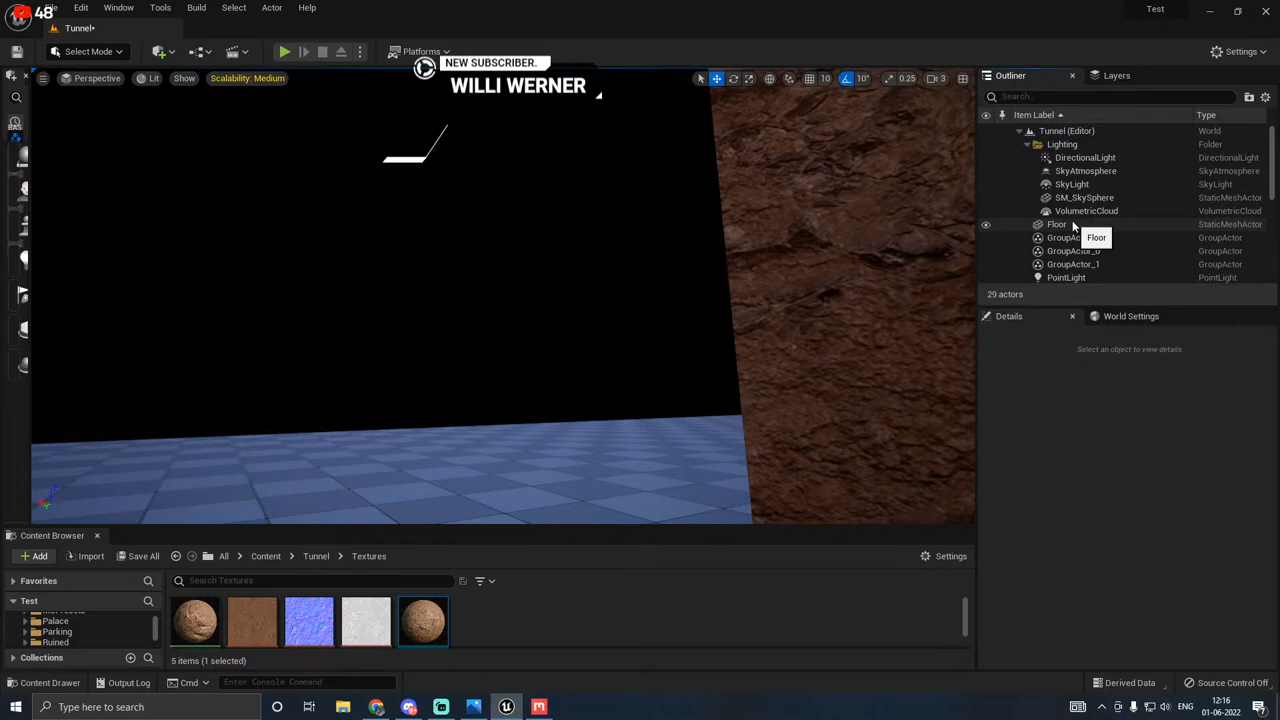 48
File Edit Window Tools Build Select Actor Help
Test
Tunnel*
Select Mode
Platforms
Settings
NEW SUBSCRIBER.
WILLI WERNER
Perspective
Lit
Show
Scalability: Medium
10
10°
0.25
3
Outliner
Layers
Search...
Item Label
Type
Tunnel (Editor) World
Lighting Folder
DirectionalLight DirectionalLight
SkyAtmosphere SkyAtmosphere
SkyLight SkyLight
SM_SkySphere StaticMeshActor
VolumetricCloud VolumetricCloud
Floor StaticMeshActor
Floor
GroupActor
GroupActor
GroupActor_1 GroupActor
PointLight PointLight
29 actors
Details
World Settings
Select an object to view details.
Content Browser
Add
Import
Save All
All
Content
Tunnel
Textures
Settings
Favorites
Search Textures
Test
Palace
Parking
Ruined
Collections
5 items (1 selected)
Content Drawer
Output Log
Cmd
Enter Console Command
Derived Data
Source Control Off
Type here to search
ENG
12:16
01-06-2022